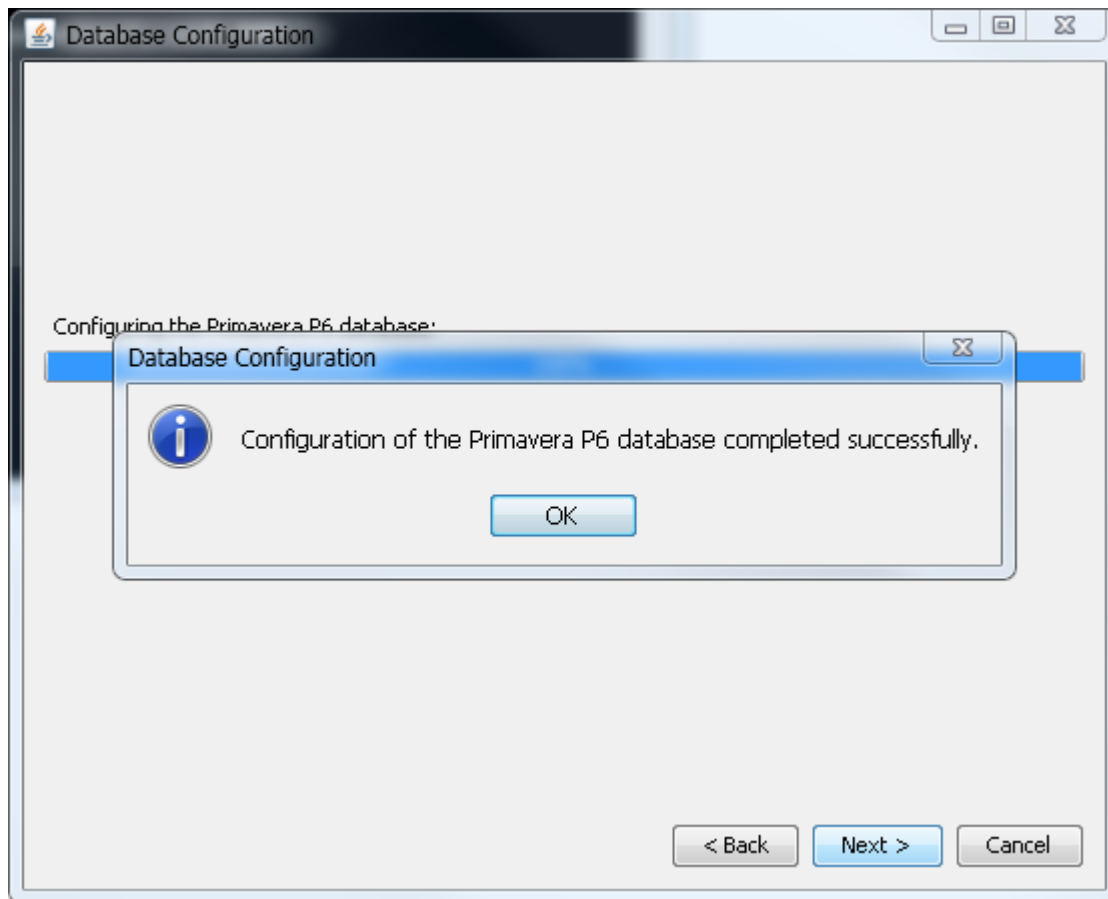 Database Configuration
Configuring the Primavera P6 database:
Database Configuration
Configuration of the Primavera P6 database completed successfully.
OK
< Back
Next >
Cancel